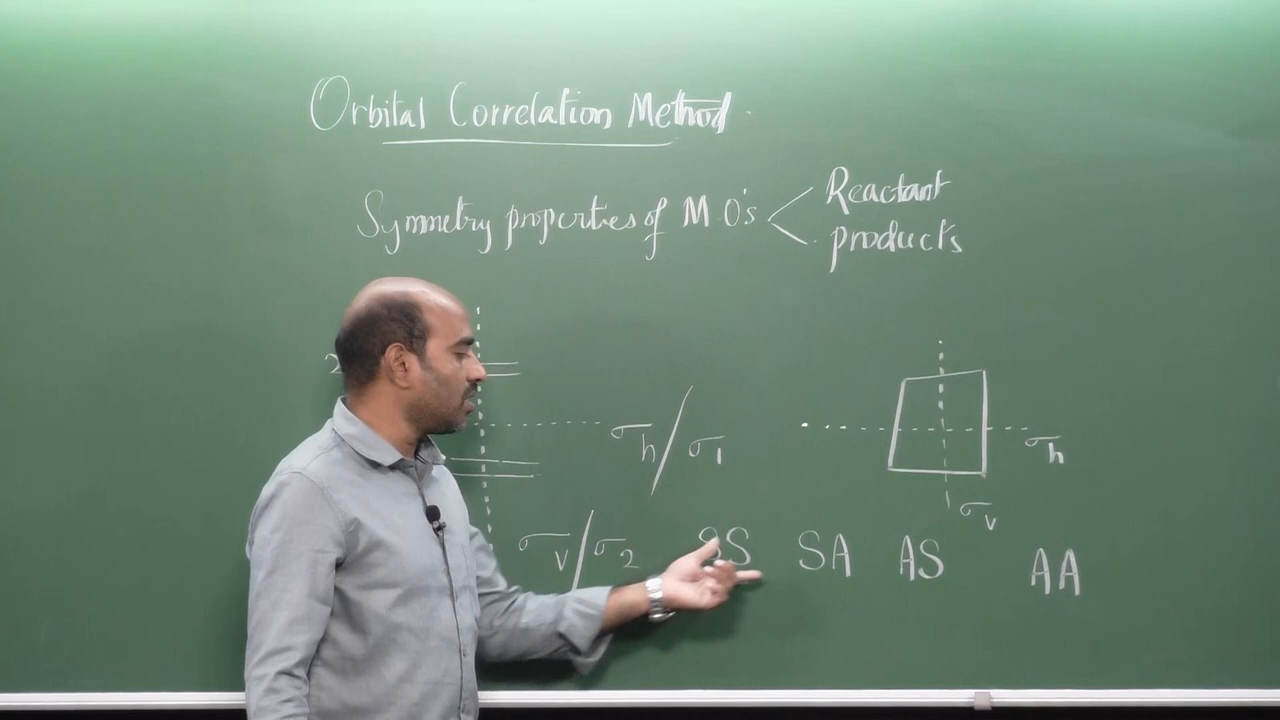 Orbital Correlation Method
Symmetry properties of MO's < Reactant
products
2
σh/σ1
σh
σv
σv/σ2 SS SA AS AA